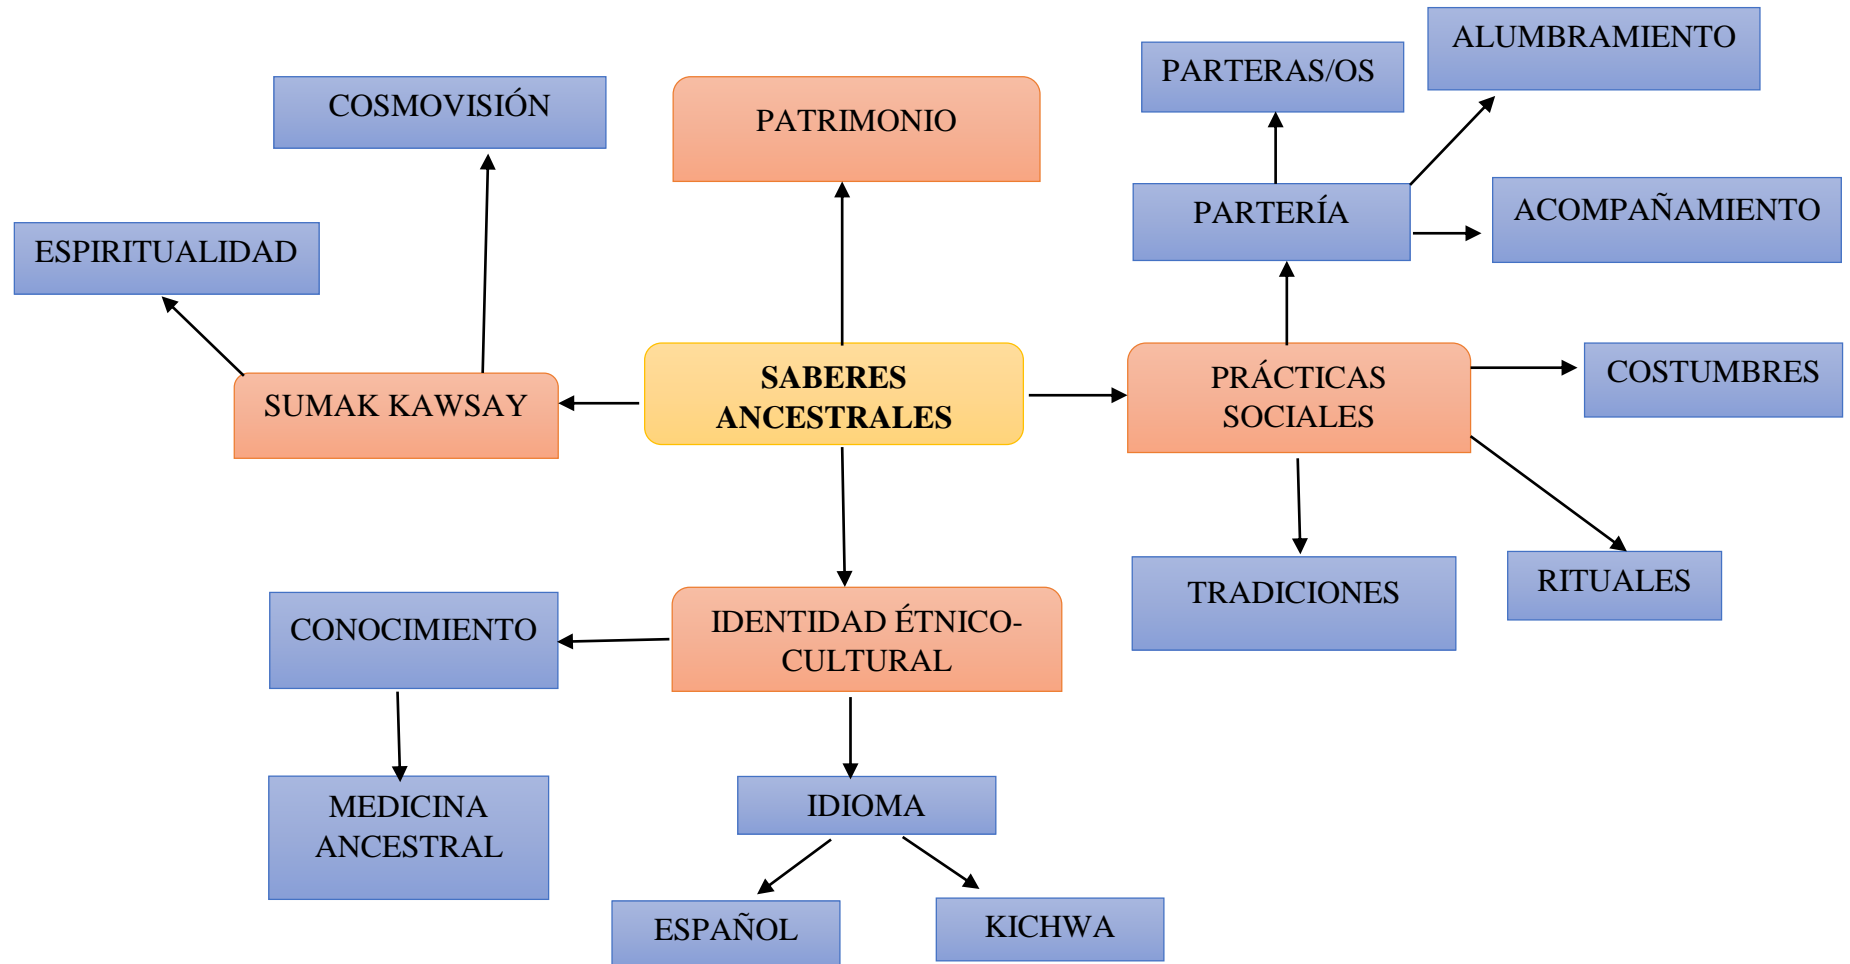 ALUMBRAMIENTO
PARTERAS/OS
COSMOVISIÓN
PATRIMONIO
PARTERÍA
ACOMPAÑAMIENTO
ESPIRITUALIDAD
SABERES
ANCESTRALES
PRÁCTICAS
SOCIALES
COSTUMBRES
SUMAK KAWSAY
TRADICIONES
RITUALES
CONOCIMIENTO
IDENTIDAD ÉTNICO-
CULTURAL
MEDICINA
ANCESTRAL
IDIOMA
ESPAÑOL
KICHWA